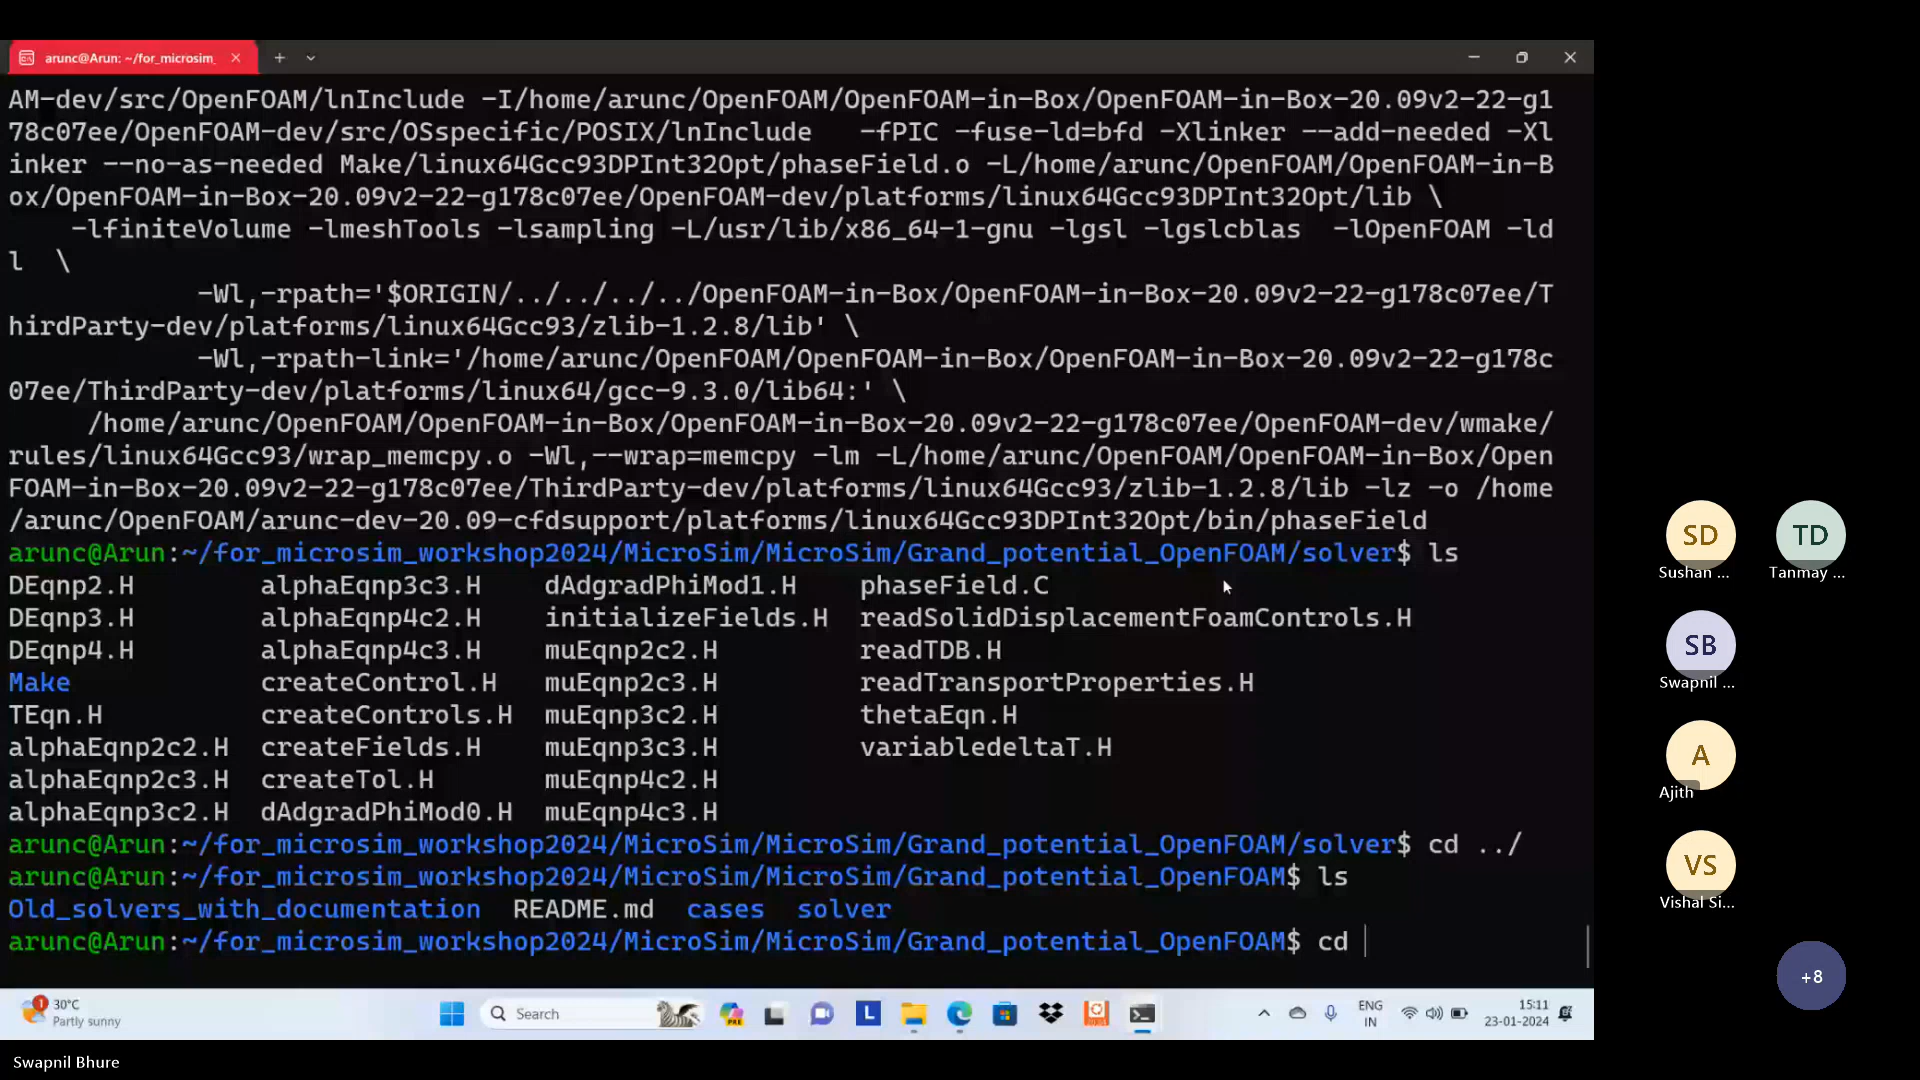 arunc@Arun: ~/for_microsim_
AM-dev/src/OpenFOAM/lnInclude -I/home/arunc/OpenFOAM/OpenFOAM-in-Box/OpenFOAM-in-Box-20.09v2-22-g1
78c07ee/OpenFOAM-dev/src/OSspecific/POSIX/lnInclude   -fPIC -fuse-ld=bfd -Xlinker --add-needed -Xl
inker --no-as-needed Make/linux64Gcc93DPInt32Opt/phaseField.o -L/home/arunc/OpenFOAM/OpenFOAM-in-B
ox/OpenFOAM-in-Box-20.09v2-22-g178c07ee/OpenFOAM-dev/platforms/linux64Gcc93DPInt32Opt/lib \
-lfiniteVolume -lmeshTools -lsampling -L/usr/lib/x86_64-1-gnu -lgsl -lgslcblas  -lOpenFOAM -ld
l  \
-Wl,-rpath='$ORIGIN/../../../../OpenFOAM-in-Box/OpenFOAM-in-Box-20.09v2-22-g178c07ee/T
hirdParty-dev/platforms/linux64Gcc93/zlib-1.2.8/lib' \
-Wl,-rpath-link='/home/arunc/OpenFOAM/OpenFOAM-in-Box/OpenFOAM-in-Box-20.09v2-22-g178c
07ee/ThirdParty-dev/platforms/linux64/gcc-9.3.0/lib64:' \
/home/arunc/OpenFOAM/OpenFOAM-in-Box/OpenFOAM-in-Box-20.09v2-22-g178c07ee/OpenFOAM-dev/wmake/
rules/linux64Gcc93/wrap_memcpy.o -Wl,--wrap=memcpy -lm -L/home/arunc/OpenFOAM/OpenFOAM-in-Box/Open
FOAM-in-Box-20.09v2-22-g178c07ee/ThirdParty-dev/platforms/linux64Gcc93/zlib-1.2.8/lib -lz -o /home
/arunc/OpenFOAM/arunc-dev-20.09-cfdsupport/platforms/linux64Gcc93DPInt32Opt/bin/phaseField
arunc@Arun:~/for_microsim_workshop2024/MicroSim/MicroSim/Grand_potential_OpenFOAM/solver$ ls
DEqnp2.H alphaEqnp3c3.H dAdgradPhiMod1.H phaseField.C
DEqnp3.H alphaEqnp4c2.H initializeFields.H readSolidDisplacementFoamControls.H
DEqnp4.H alphaEqnp4c3.H muEqnp2c2.H readTDB.H
Make createControl.H muEqnp2c3.H readTransportProperties.H
TEqn.H createControls.H muEqnp3c2.H thetaEqn.H
alphaEqnp2c2.H createFields.H muEqnp3c3.H variabledeltaT.H
alphaEqnp2c3.H createTol.H muEqnp4c2.H
alphaEqnp3c2.H dAdgradPhiMod0.H muEqnp4c3.H
arunc@Arun:~/for_microsim_workshop2024/MicroSim/MicroSim/Grand_potential_OpenFOAM/solver$ cd ../
arunc@Arun:~/for_microsim_workshop2024/MicroSim/MicroSim/Grand_potential_OpenFOAM$ ls
Old_solvers_with_documentation README.md cases solver
arunc@Arun:~/for_microsim_workshop2024/MicroSim/MicroSim/Grand_potential_OpenFOAM$ cd
SD
Sushan ...
TD
Tanmay ...
SB
Swapnil ...
A
Ajith
VS
Vishal Si...
+8
1
30°C
Partly sunny
Search
PRE
L
ENG
IN
15:11
23-01-2024
Swapnil Bhure